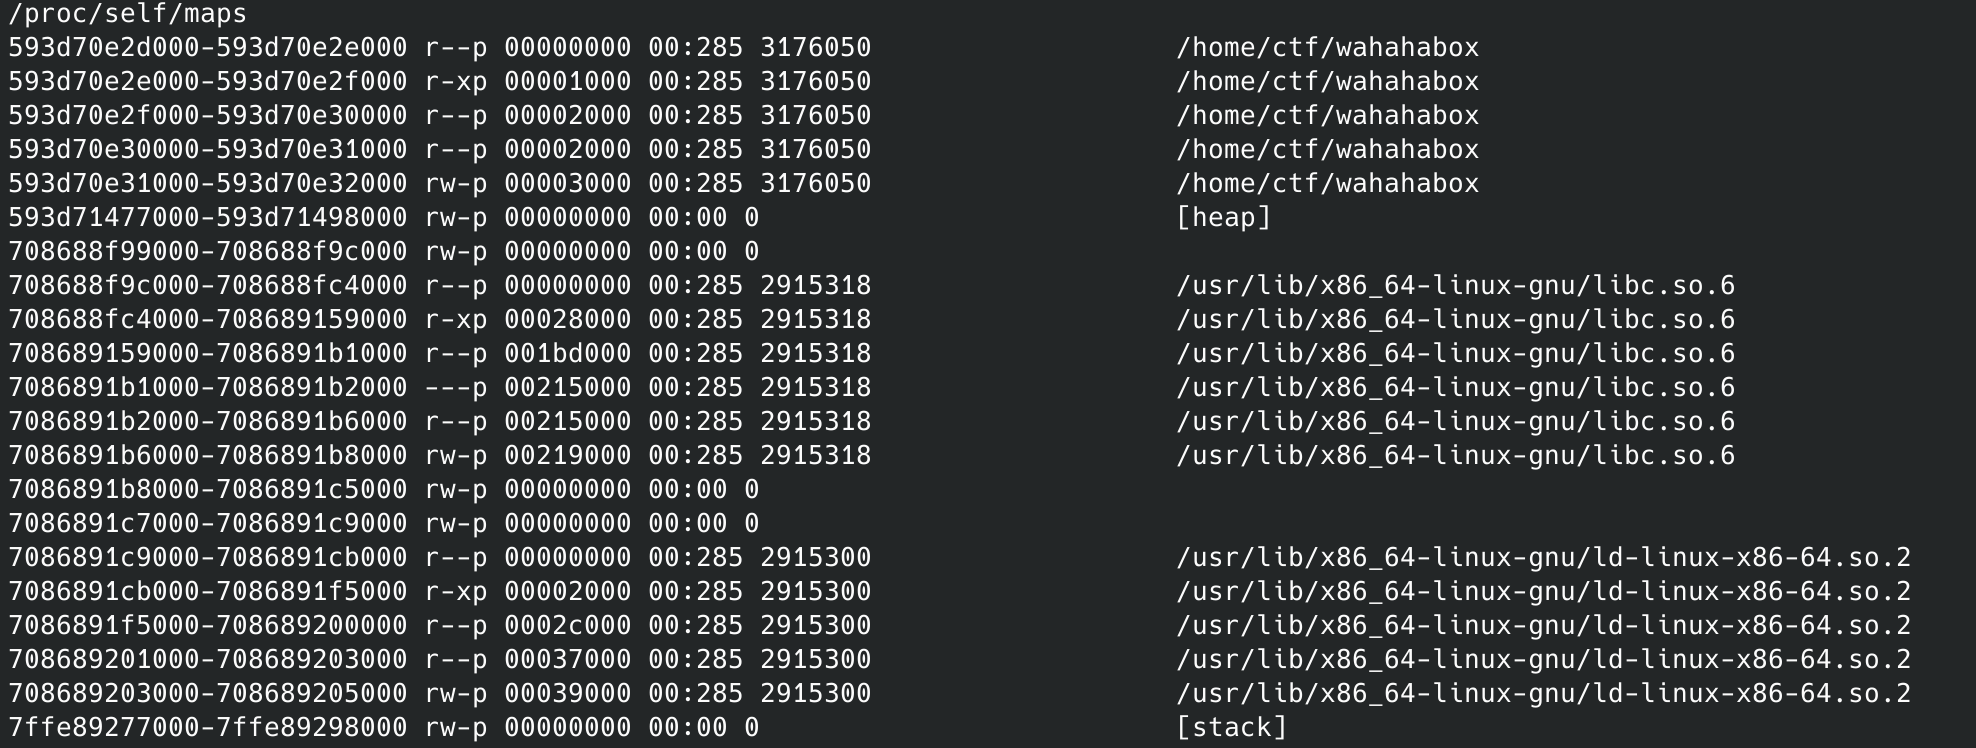 /proc/self/maps
593d70e2d000-593d70e2e000 r--p 00000000 00:285 3176050 /home/ctf/wahahabox
593d70e2e000-593d70e2f000 r-xp 00001000 00:285 3176050 /home/ctf/wahahabox
593d70e2f000-593d70e30000 r--p 00002000 00:285 3176050 /home/ctf/wahahabox
593d70e30000-593d70e31000 r--p 00002000 00:285 3176050 /home/ctf/wahahabox
593d70e31000-593d70e32000 rw-p 00003000 00:285 3176050 /home/ctf/wahahabox
593d71477000-593d71498000 rw-p 00000000 00:00 0 [heap]
708688f99000-708688f9c000 rw-p 00000000 00:00 0
708688f9c000-708688fc4000 r--p 00000000 00:285 2915318 /usr/lib/x86_64-linux-gnu/libc.so.6
708688fc4000-708689159000 r-xp 00028000 00:285 2915318 /usr/lib/x86_64-linux-gnu/libc.so.6
708689159000-7086891b1000 r--p 001bd000 00:285 2915318 /usr/lib/x86_64-linux-gnu/libc.so.6
7086891b1000-7086891b2000 ---p 00215000 00:285 2915318 /usr/lib/x86_64-linux-gnu/libc.so.6
7086891b2000-7086891b6000 r--p 00215000 00:285 2915318 /usr/lib/x86_64-linux-gnu/libc.so.6
7086891b6000-7086891b8000 rw-p 00219000 00:285 2915318 /usr/lib/x86_64-linux-gnu/libc.so.6
7086891b8000-7086891c5000 rw-p 00000000 00:00 0
7086891c7000-7086891c9000 rw-p 00000000 00:00 0
7086891c9000-7086891cb000 r--p 00000000 00:285 2915300 /usr/lib/x86_64-linux-gnu/ld-linux-x86-64.so.2
7086891cb000-7086891f5000 r-xp 00002000 00:285 2915300 /usr/lib/x86_64-linux-gnu/ld-linux-x86-64.so.2
7086891f5000-708689200000 r--p 0002c000 00:285 2915300 /usr/lib/x86_64-linux-gnu/ld-linux-x86-64.so.2
708689201000-708689203000 r--p 00037000 00:285 2915300 /usr/lib/x86_64-linux-gnu/ld-linux-x86-64.so.2
708689203000-708689205000 rw-p 00039000 00:285 2915300 /usr/lib/x86_64-linux-gnu/ld-linux-x86-64.so.2
7ffe89277000-7ffe89298000 rw-p 00000000 00:00 0 [stack]